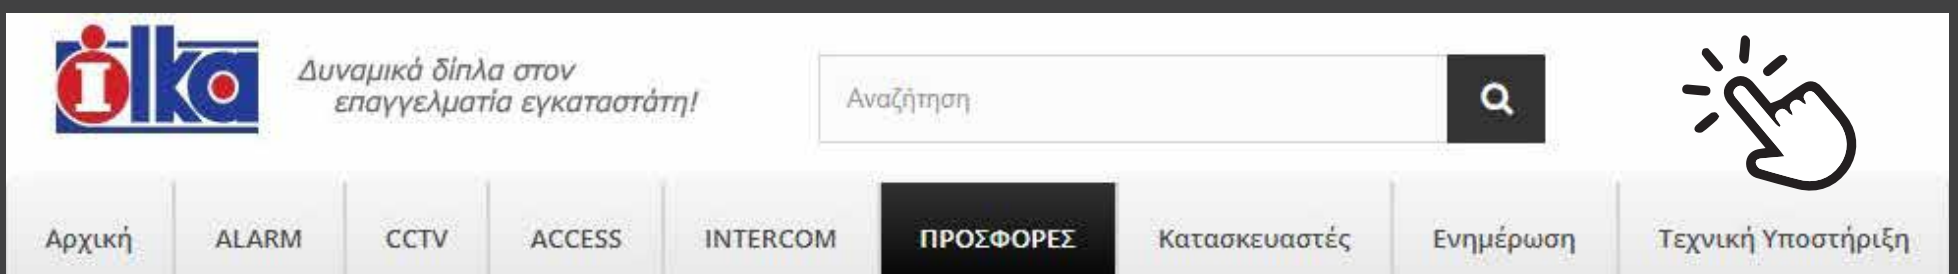 ilka
Δυναμικά δίπλα στον
επαγγελματία εγκαταστάτη!
Αναζήτηση
Αρχική ALARM CCTV ACCESS INTERCOM ΠΡΟΣΦΟΡΕΣ Κατασκευαστές Ενημέρωση Τεχνική Υποστήριξη